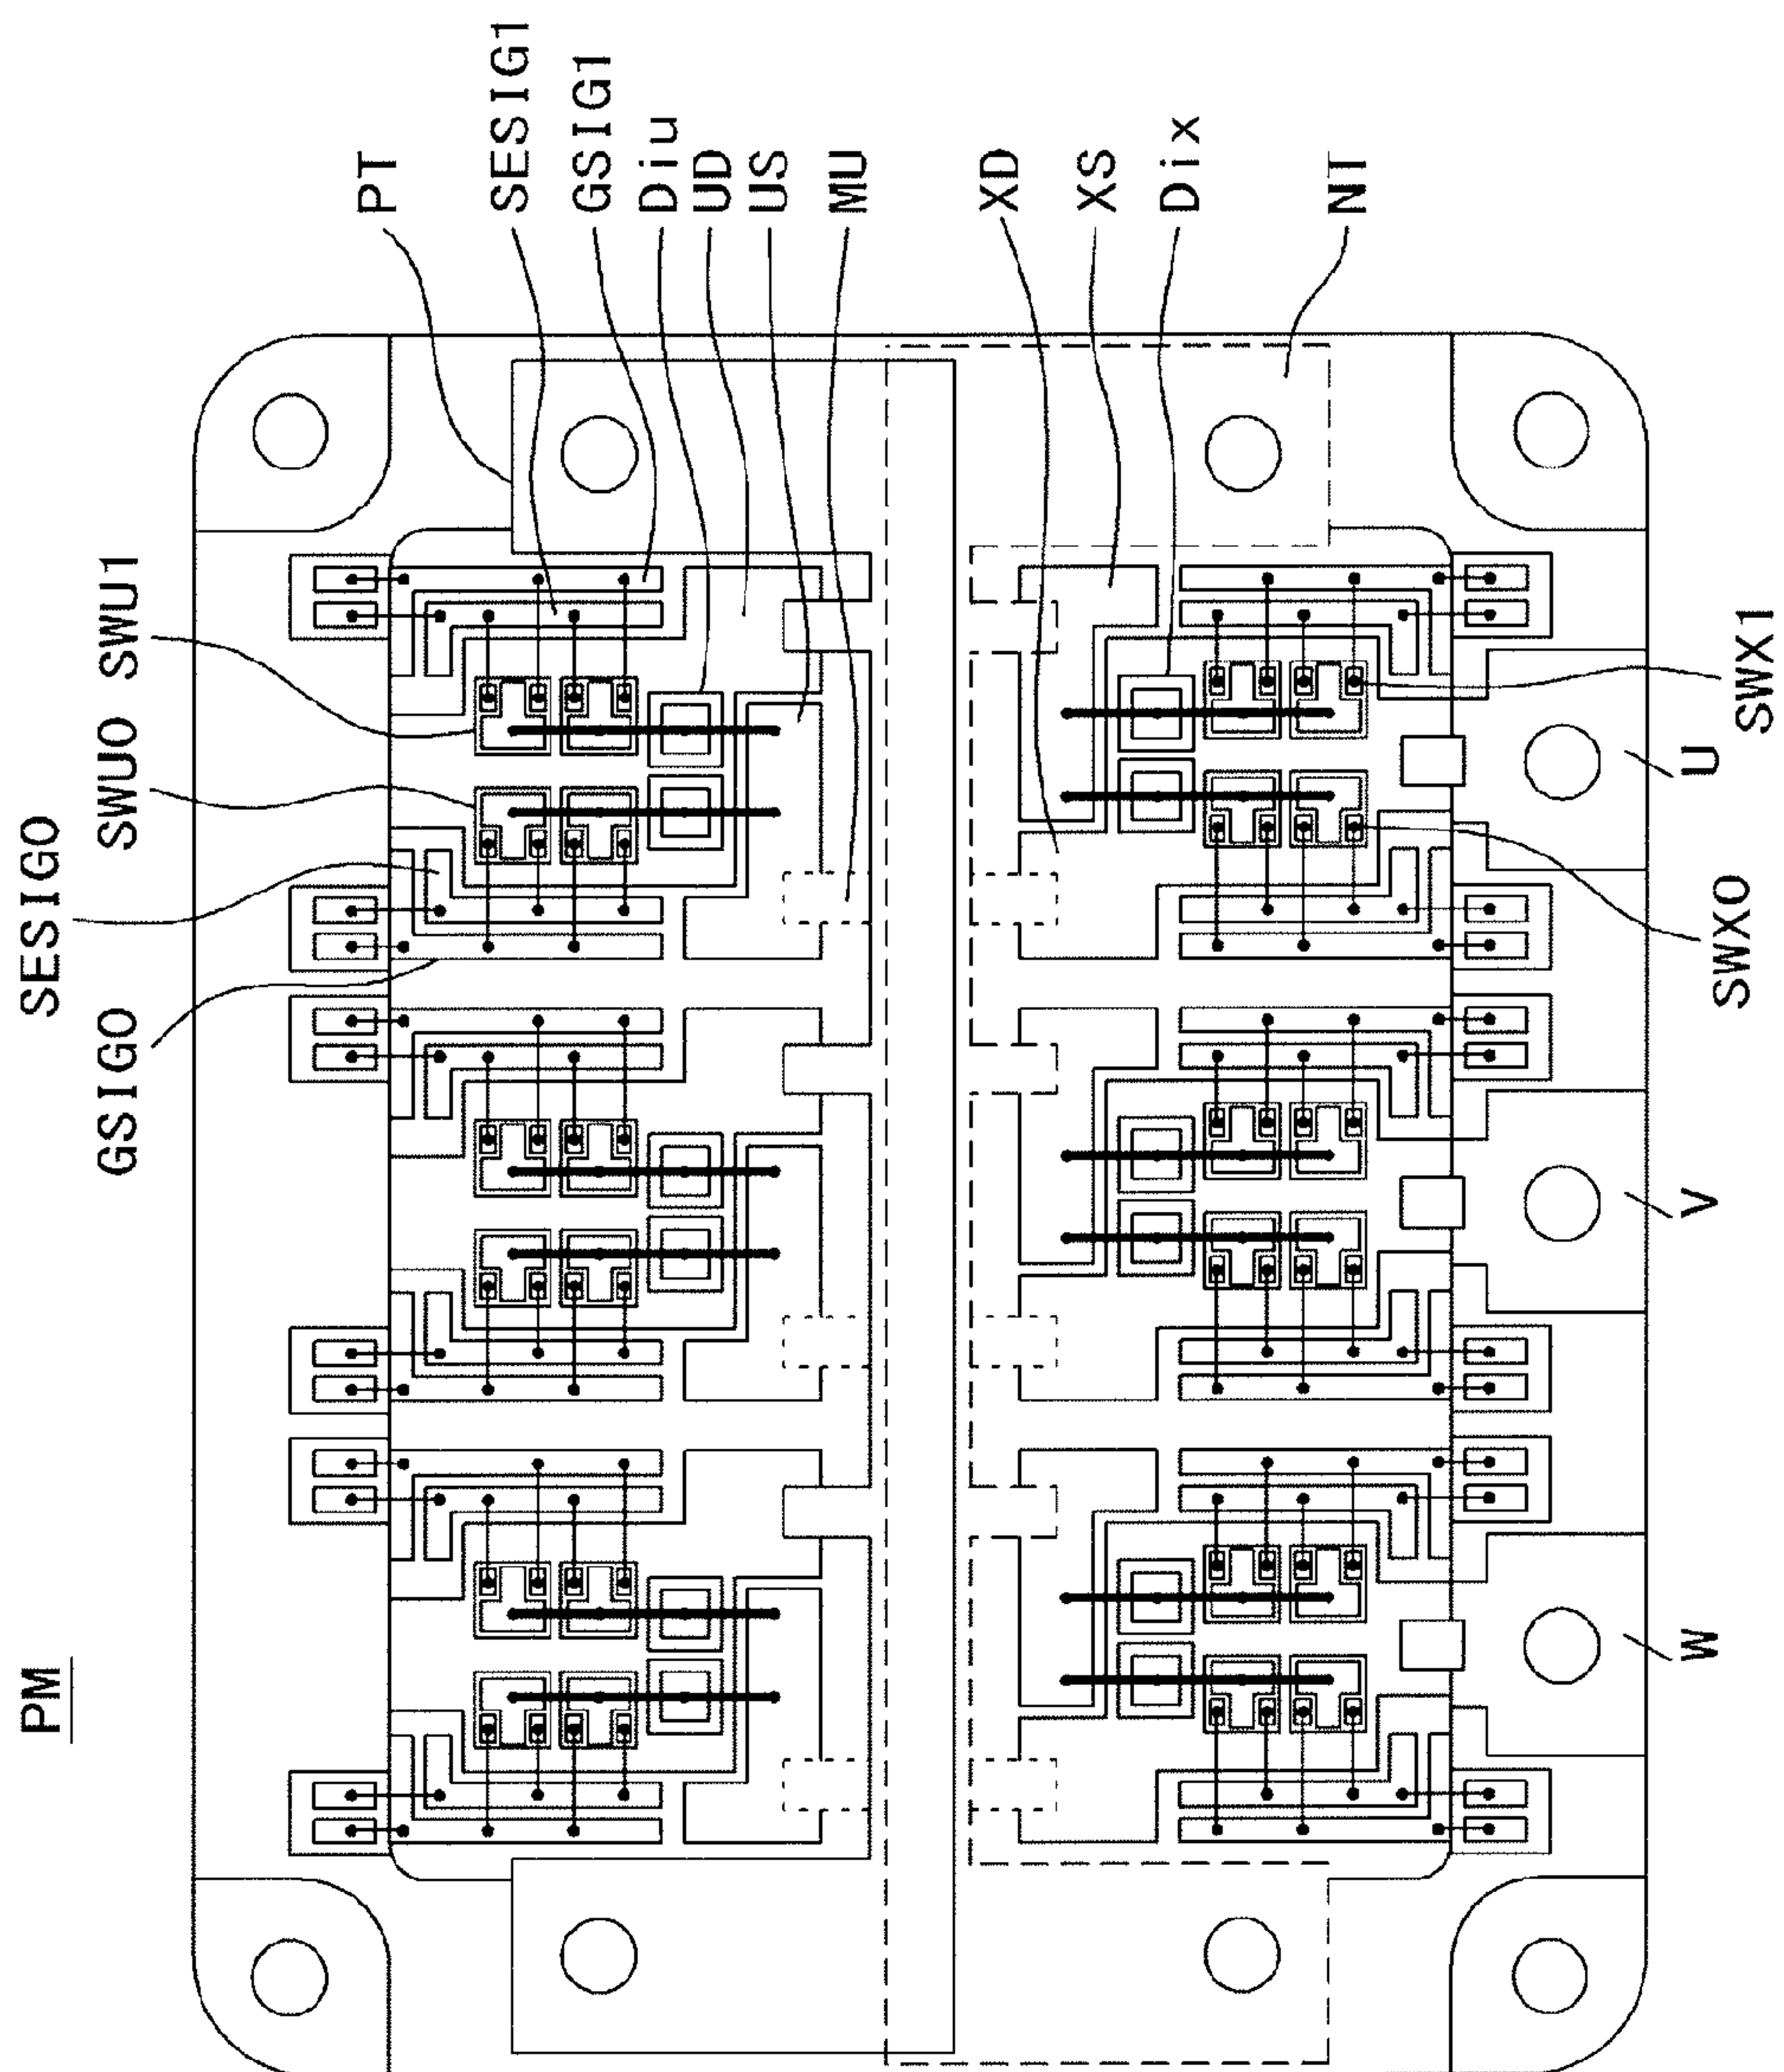 PM
SESIG0
GSIG0
SWU0 SWU1
PT
SESIG1
GSIG1
Diu
UD
US
MU
XD
XS
Dix
NT
W
V
U
SWX0
SWX1